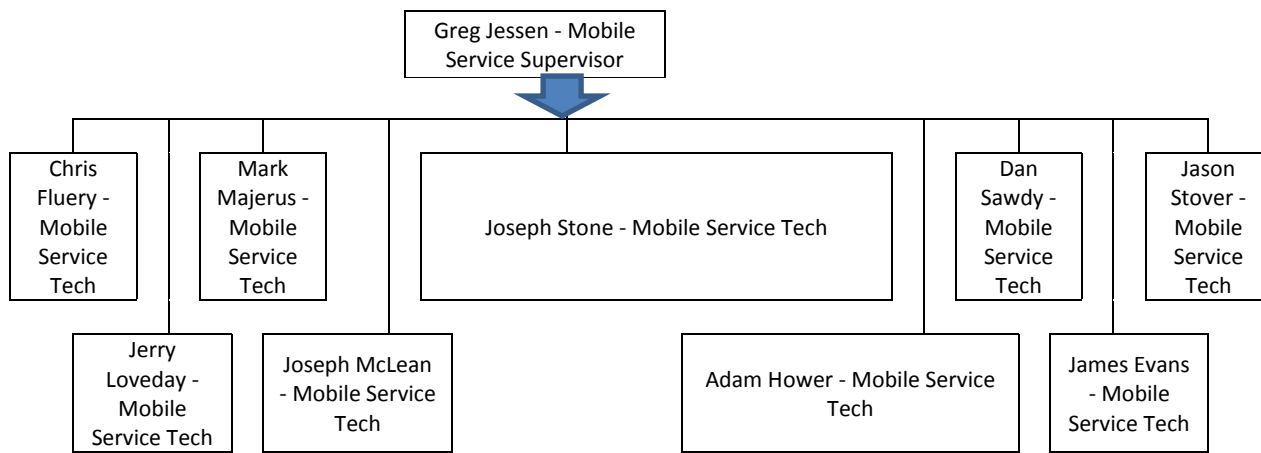 Greg Jessen - Mobile
Service Supervisor
Chris
Fluery -
Mobile
Service
Tech
Mark
Majerus -
Mobile
Service
Tech
Joseph Stone - Mobile Service Tech
Dan
Sawdy -
Mobile
Service
Tech
Jason
Stover -
Mobile
Service
Tech
Jerry
Loveday -
Mobile
Service Tech
Joseph McLean
- Mobile Service
Tech
Adam Hower - Mobile Service
Tech
James Evans
- Mobile
Service Tech